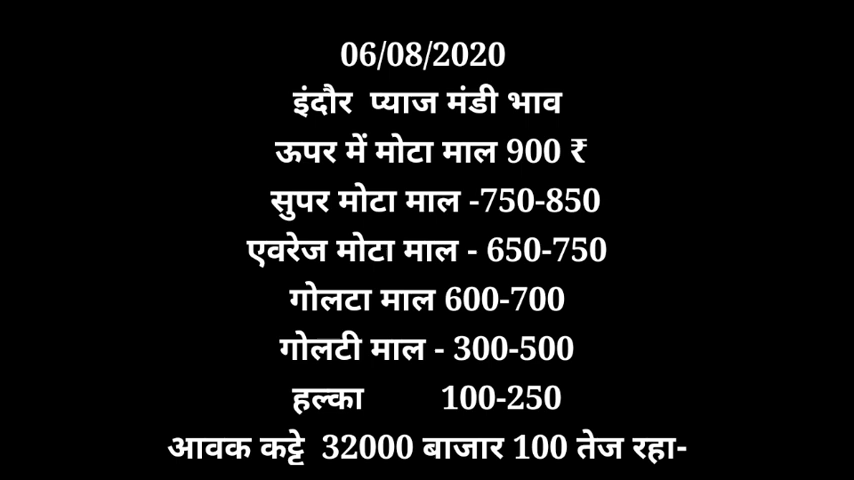 06/08/2020
इंदौर प्याज मंडी भाव
ऊपर में मोटा माल 900 ₹
सुपर मोटा माल -750-850
एवरेज मोटा माल - 650-750
गोलटा माल 600-700
गोलटी माल - 300-500
हल्का 100-250
आवक कट्टे 32000 बाजार 100 तेज रहा-